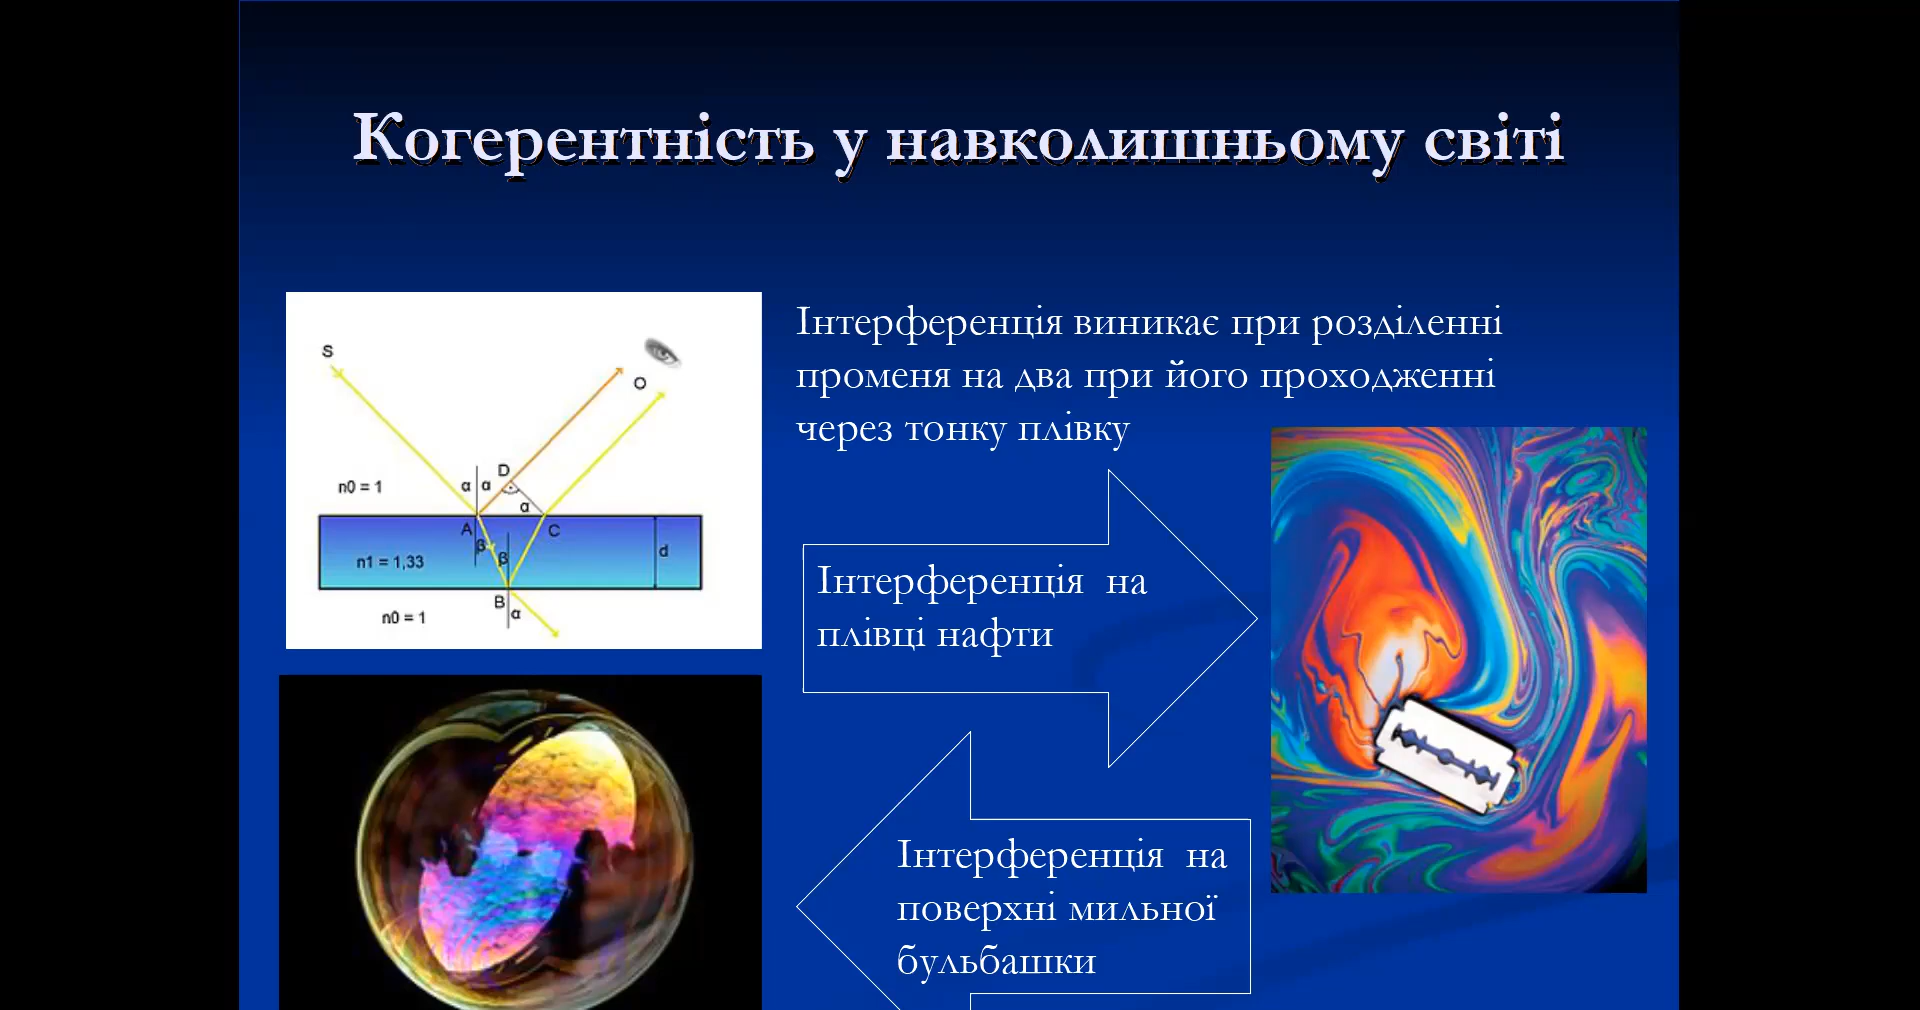 Когерентність у навколишньому світі
Інтерференція виникає при розділенні
променя на два при його проходженні
через тонку плівку
S
O
D
n0 = 1
α α
α
A
C
β
β
d
n1 = 1,33
B
α
n0 = 1
Інтерференція на
плівці нафти
Інтерференція на
поверхні мильної
бульбашки